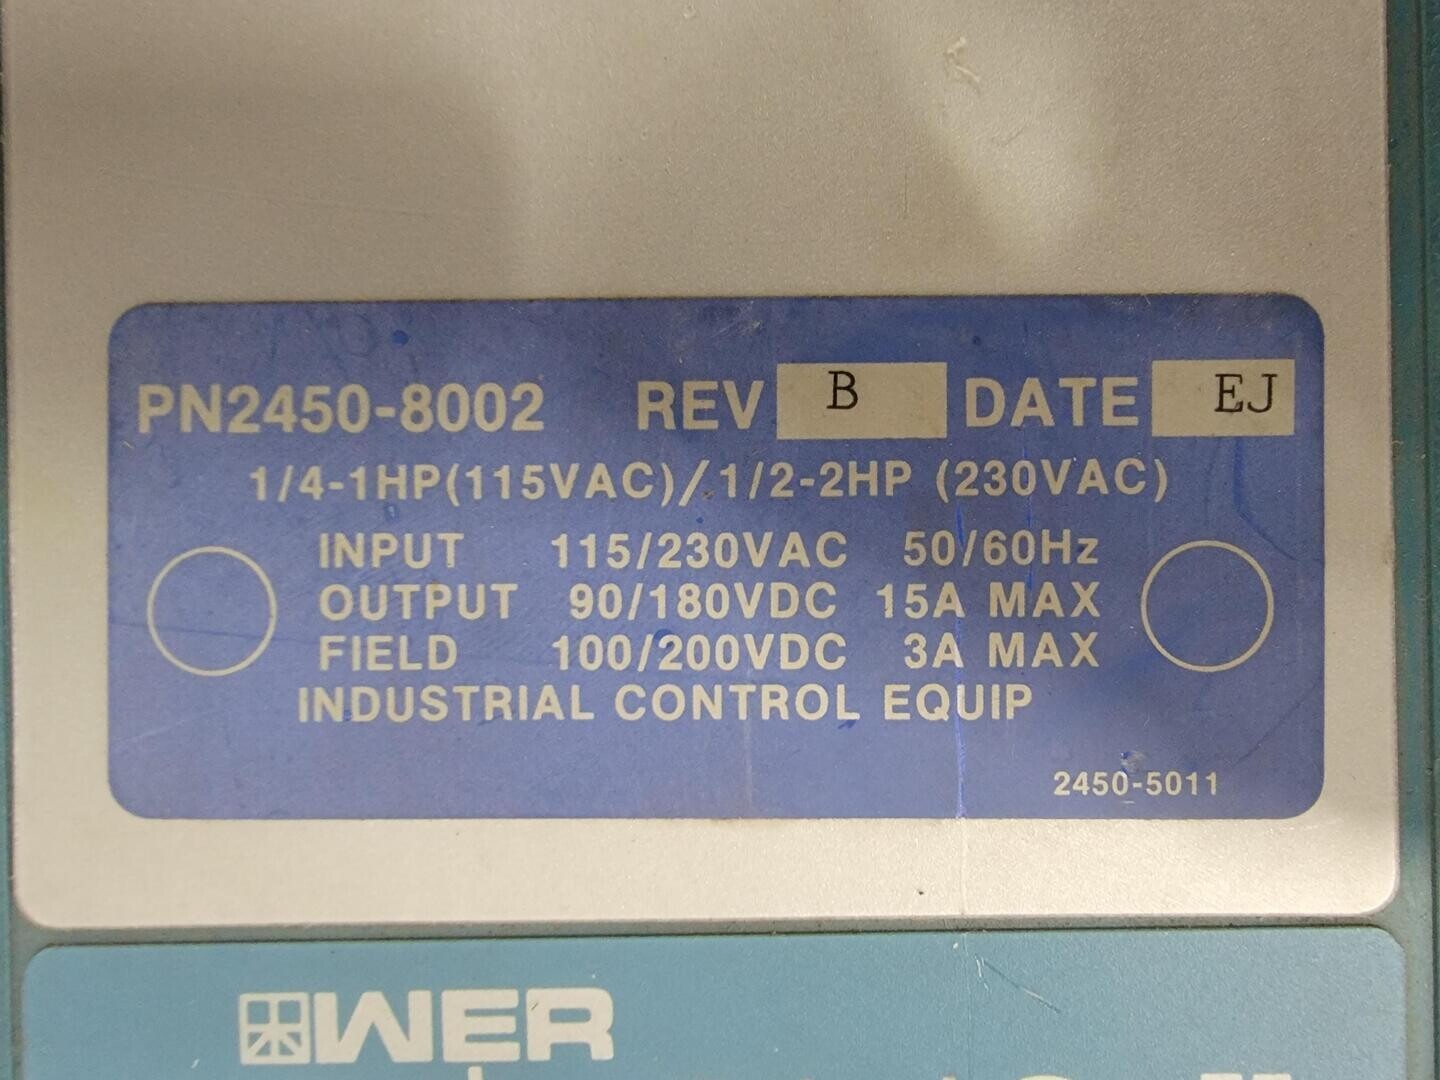 PN2450-8002 REV B DATE EJ
1/4-1HP(115VAC)/1/2-2HP (230VAC)
INPUT 115/230VAC 50/60Hz
OUTPUT 90/180VDC 15A MAX
FIELD 100/200VDC 3A MAX
INDUSTRIAL CONTROL EQUIP
2450-5011
WER